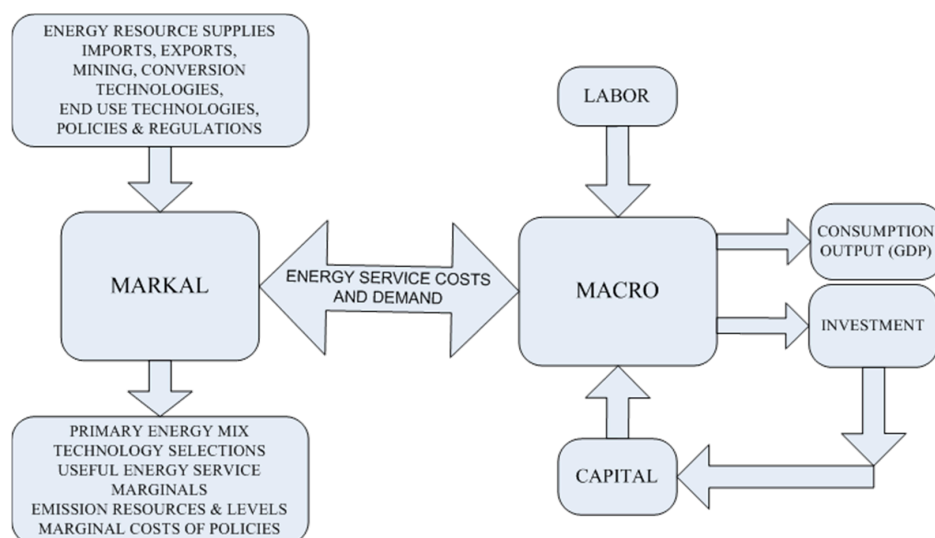 ENERGY RESOURCE SUPPLIES
IMPORTS, EXPORTS,
MINING, CONVERSION
TECHNOLOGIES,
END USE TECHNOLOGIES,
POLICIES & REGULATIONS
LABOR
MARKAL
ENERGY SERVICE COSTS
AND DEMAND
MACRO
CONSUMPTION
OUTPUT (GDP)
INVESTMENT
PRIMARY ENERGY MIX
TECHNOLOGY SELECTIONS
USEFUL ENERGY SERVICE
MARGINALS
EMISSION RESOURCES & LEVELS
MARGINAL COSTS OF POLICIES
CAPITAL